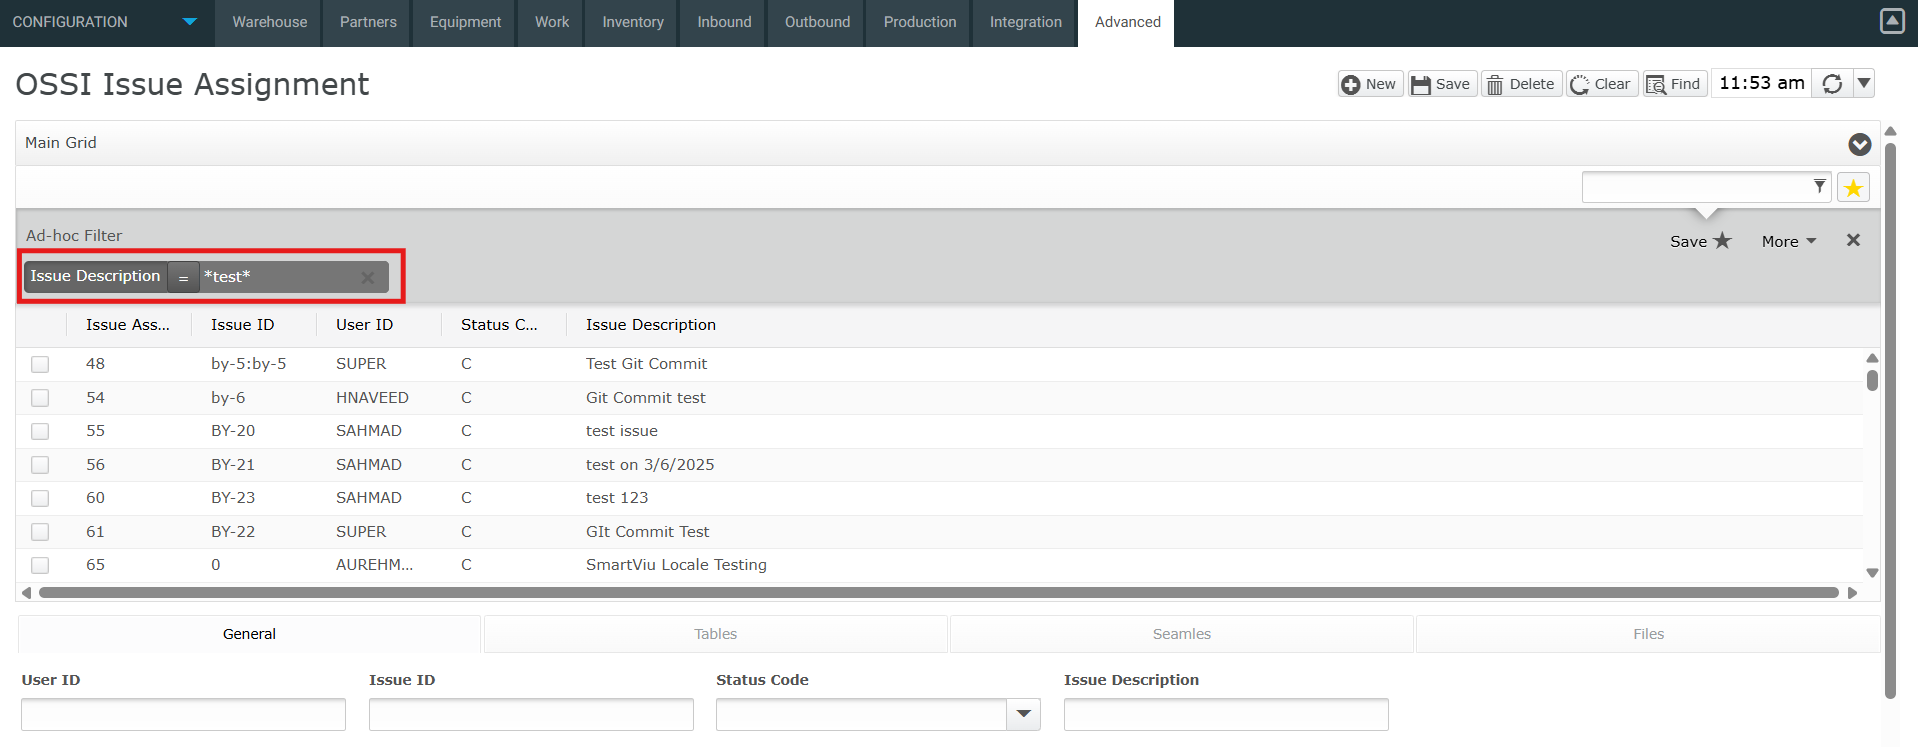 CONFIGURATION Warehouse Partners Equipment Work Inventory Inbound Outbound Production Integration Advanced
OSSI Issue Assignment
New Save Delete Clear Find 11:53 am
Main Grid
Ad-hoc Filter
Save More
Issue Description = *test*
Issue Ass... Issue ID User ID Status C... Issue Description
48 by-5:by-5 SUPER C Test Git Commit
54 by-6 HNAVEED C Git Commit test
55 BY-20 SAHMAD C test issue
56 BY-21 SAHMAD C test on 3/6/2025
60 BY-23 SAHMAD C test 123
61 BY-22 SUPER C GIt Commit Test
65 0 AUREHM... C SmartViu Locale Testing
General Tables Seamles Files
User ID Issue ID Status Code Issue Description